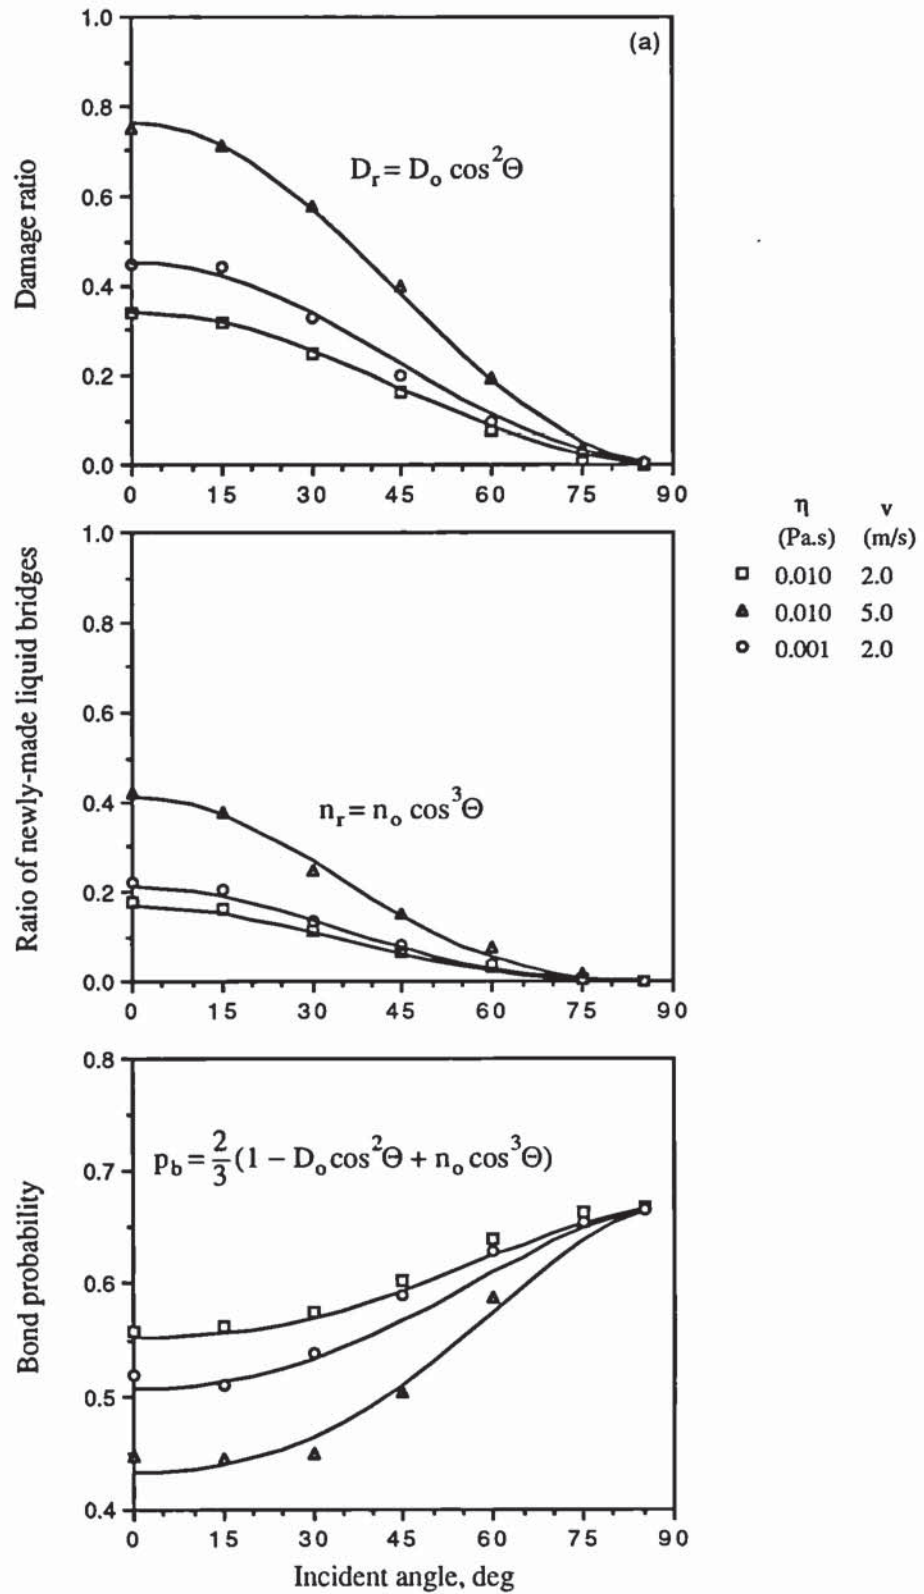 (a)
1.0
0.8
0.6
0.4
0.2
0.0
Damage ratio
D_r = D_o cos^2Θ
0 15 30 45 60 75 90
η v
(Pa.s) (m/s)
0.010 2.0
0.010 5.0
0.001 2.0
1.0
0.8
0.6
0.4
0.2
0.0
Ratio of newly-made liquid bridges
n_r = n_o cos^3Θ
0 15 30 45 60 75 90
0.8
0.7
0.6
0.5
0.4
Bond probability
p_b = 2/3 (1 − D_o cos^2Θ + n_o cos^3Θ)
0 15 30 45 60 75 90
Incident angle, deg